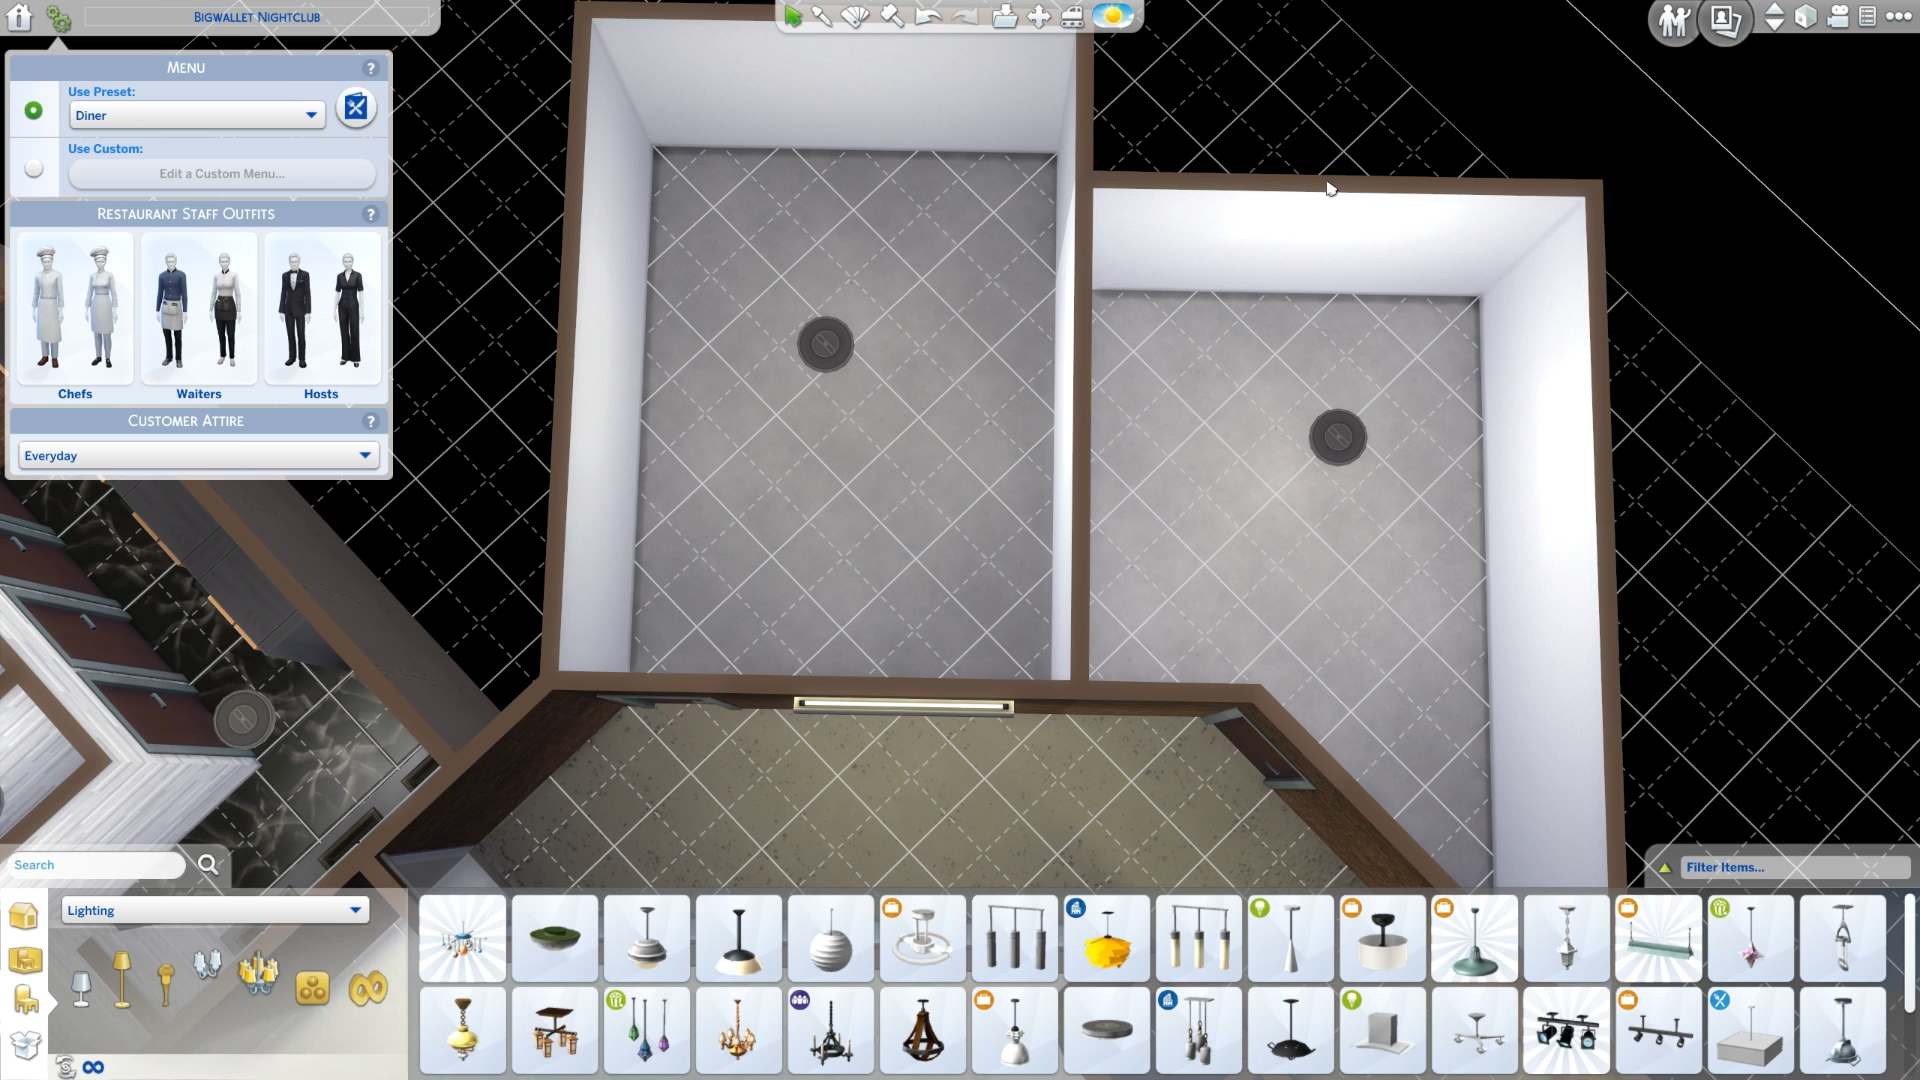 BIGWALLET NIGHTCLUB
MENU
?
Use Preset:
Diner
Use Custom:
Edit a Custom Menu...
RESTAURANT STAFF OUTFITS
?
Chefs
Waiters
Hosts
CUSTOMER ATTIRE
?
Everyday
Search
Filter Items...
Lighting